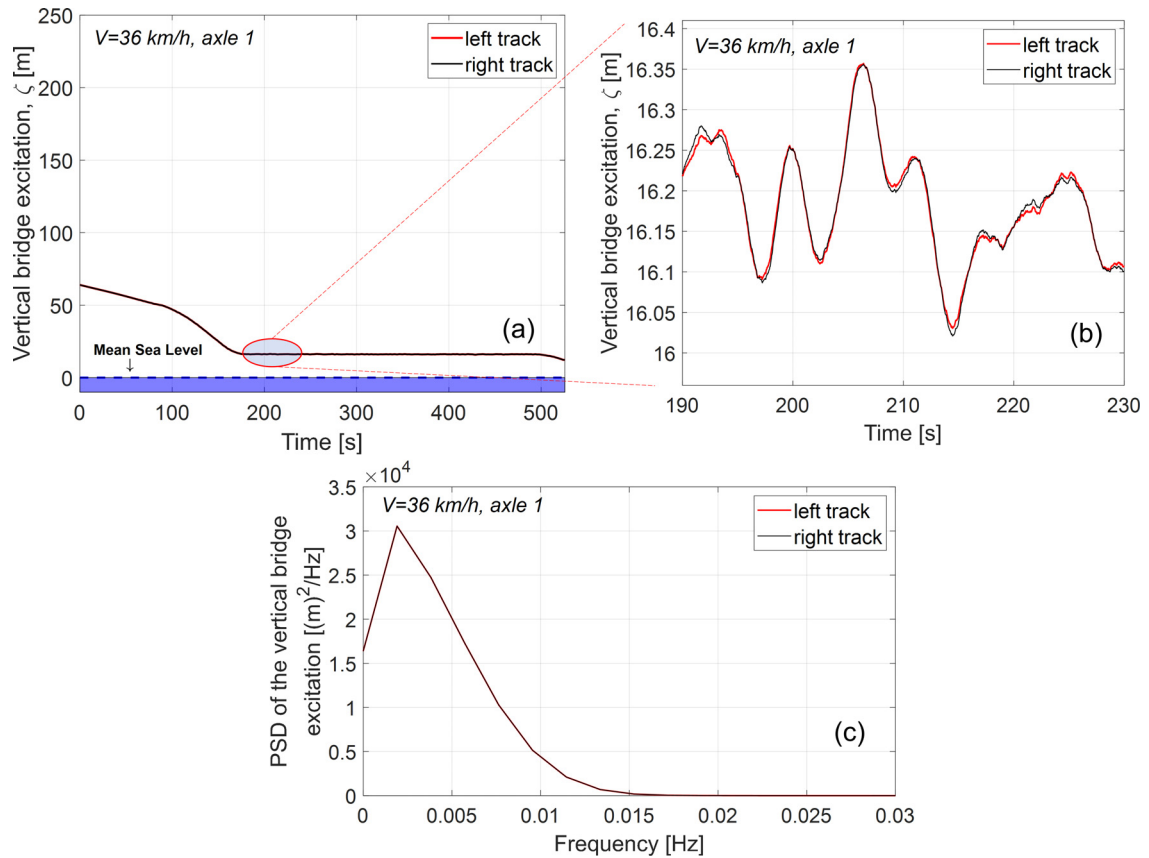 V=36 km/h, axle 1
left track
right track
Vertical bridge excitation, ζ [m]
250
200
150
100
50
0
Mean Sea Level
(a)
0
100
200
300
400
500
Time [s]
V=36 km/h, axle 1
left track
right track
Vertical bridge excitation, ζ [m]
16.4
16.35
16.3
16.25
16.2
16.15
16.1
16.05
16
(b)
190
200
210
220
230
Time [s]
×10⁴
V=36 km/h, axle 1
left track
right track
PSD of the vertical bridge
excitation [(m)²/Hz]
3.5
3
2.5
2
1.5
1
0.5
0
(c)
0
0.005
0.01
0.015
0.02
0.025
0.03
Frequency [Hz]